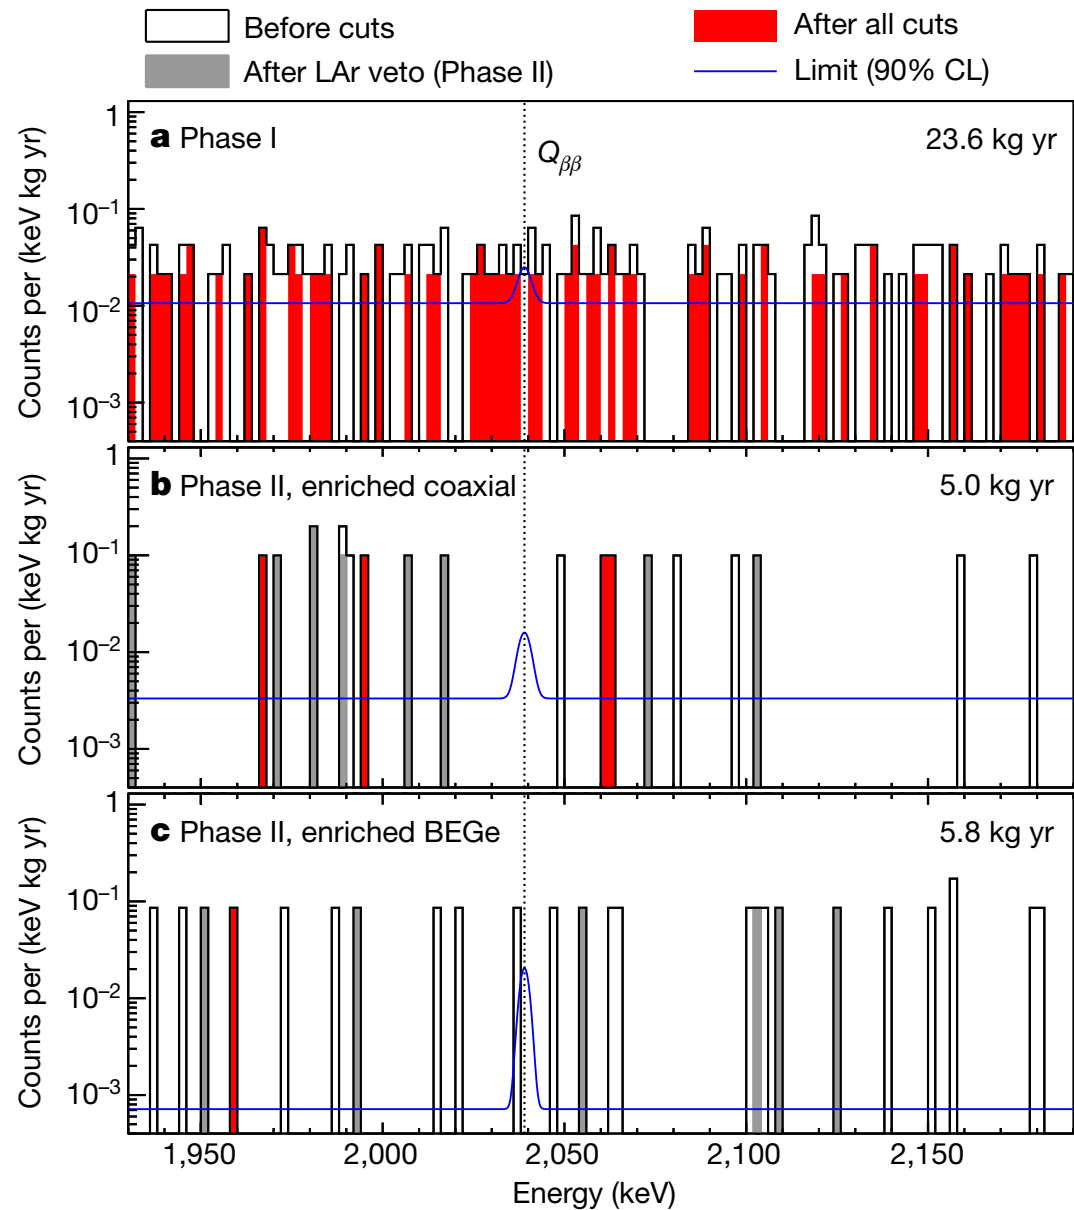 Before cuts
After all cuts
After LAr veto (Phase II)
Limit (90% CL)
Counts per (keV kg yr)
1
10⁻¹
10⁻²
10⁻³
a Phase I
Qββ
23.6 kg yr
Counts per (keV kg yr)
1
10⁻¹
10⁻²
10⁻³
b Phase II, enriched coaxial
5.0 kg yr
Counts per (keV kg yr)
1
10⁻¹
10⁻²
10⁻³
c Phase II, enriched BEGe
5.8 kg yr
1,950 2,000 2,050 2,100 2,150
Energy (keV)